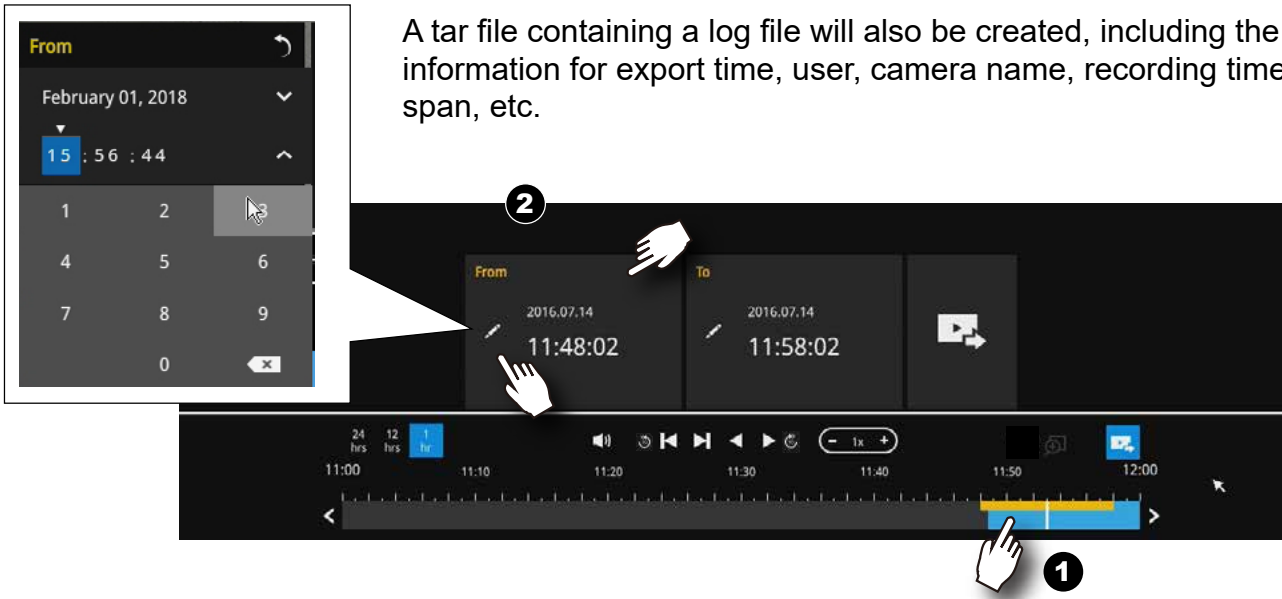 From
February 01, 2018
15 : 56 : 44
1 2 3
4 5 6
7 8 9
0
A tar file containing a log file will also be created, including the
information for export time, user, camera name, recording time
span, etc.
2
From
2016.07.14
11:48:02
To
2016.07.14
11:58:02
24 hrs 12 hrs 1 hr
- 1x +
11:00 11:10 11:20 11:30 11:40 11:50 12:00
1